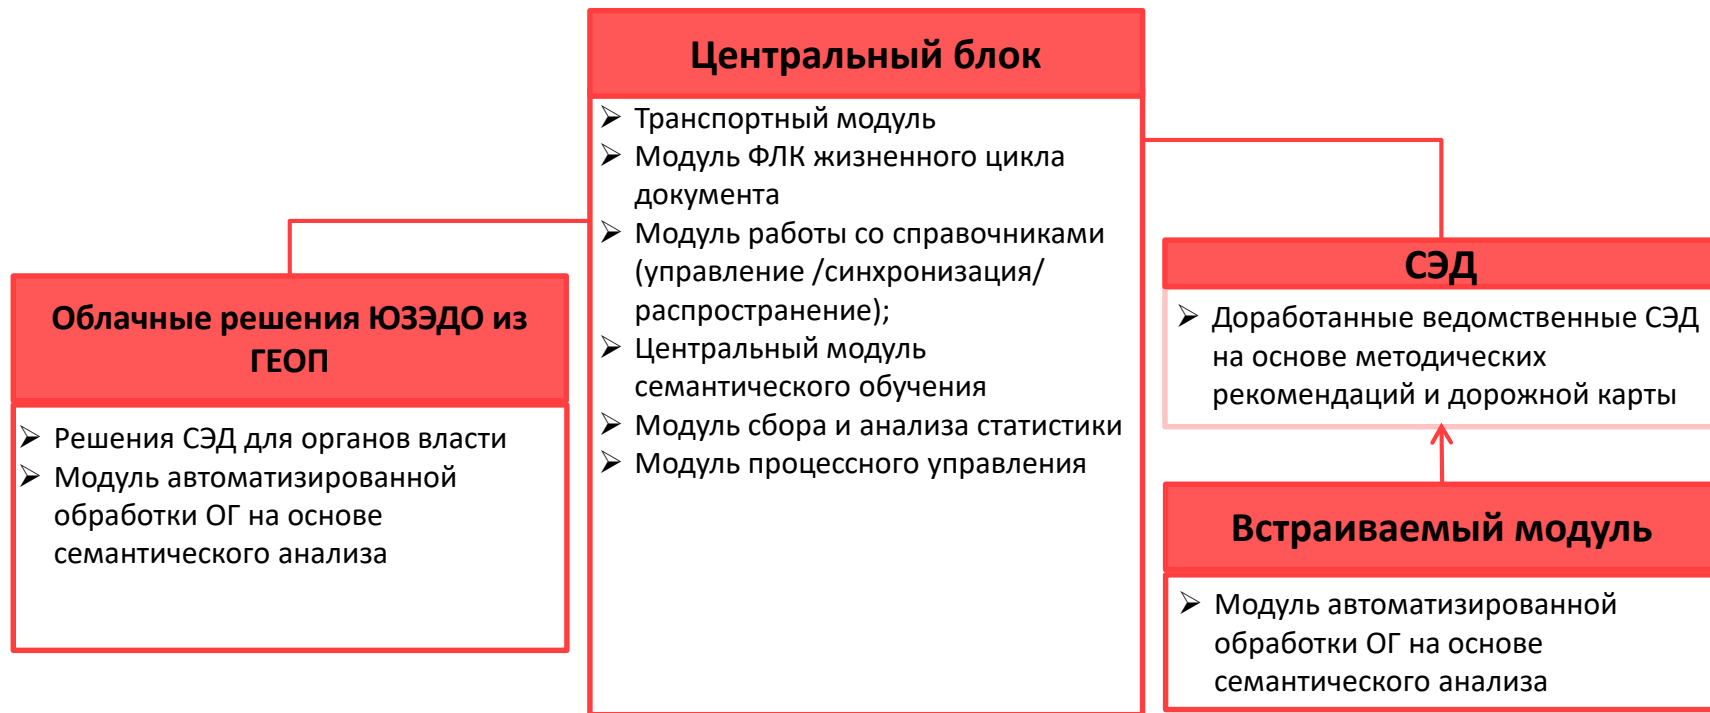 Центральный блок
➢ Транспортный модуль
➢ Модуль ФЛК жизненного цикла
документа
➢ Модуль работы со справочниками
(управление /синхронизация/
распространение);
➢ Центральный модуль
семантического обучения
➢ Модуль сбора и анализа статистики
➢ Модуль процессного управления
Облачные решения ЮЗЭДО из
ГЕОП
➢ Решения СЭД для органов власти
➢ Модуль автоматизированной
обработки ОГ на основе
семантического анализа
СЭД
➢ Доработанные ведомственные СЭД
на основе методических
рекомендаций и дорожной карты
Встраиваемый модуль
➢ Модуль автоматизированной
обработки ОГ на основе
семантического анализа